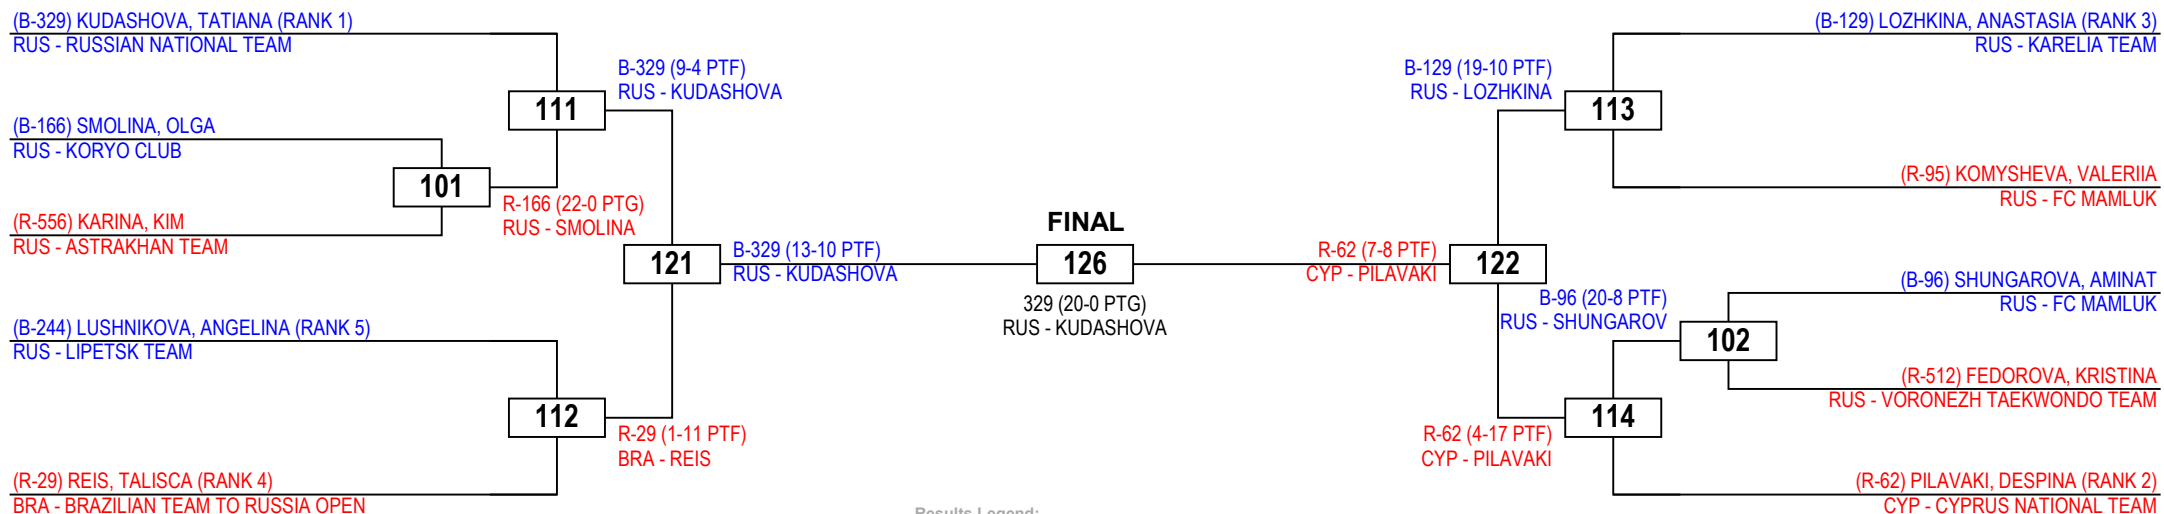 (B-329) KUDASHOVA, TATIANA (RANK 1)
RUS - RUSSIAN NATIONAL TEAM
B-329 (9-4 PTF)
RUS - KUDASHOVA
111
(B-166) SMOLINA, OLGA
RUS - KORYO CLUB
101
R-166 (22-0 PTG)
RUS - SMOLINA
(R-556) KARINA, KIM
RUS - ASTRAKHAN TEAM
121
B-329 (13-10 PTF)
RUS - KUDASHOVA
(B-244) LUSHNIKOVA, ANGELINA (RANK 5)
RUS - LIPETSK TEAM
112
R-29 (1-11 PTF)
BRA - REIS
(R-29) REIS, TALISCA (RANK 4)
BRA - BRAZILIAN TEAM TO RUSSIA OPEN
FINAL
126
329 (20-0 PTG)
RUS - KUDASHOVA
Results Legend:
(B-129) LOZHKINA, ANASTASIA (RANK 3)
RUS - KARELIA TEAM
B-129 (19-10 PTF)
RUS - LOZHKINA
113
(R-95) KOMYSHEVA, VALERIIA
RUS - FC MAMLUK
R-62 (7-8 PTF)
CYP - PILAVAKI
122
(B-96) SHUNGAROVA, AMINAT
RUS - FC MAMLUK
B-96 (20-8 PTF)
RUS - SHUNGAROV
102
(R-512) FEDOROVA, KRISTINA
RUS - VORONEZH TAEKWONDO TEAM
114
R-62 (4-17 PTF)
CYP - PILAVAKI
(R-62) PILAVAKI, DESPINA (RANK 2)
CYP - CYPRUS NATIONAL TEAM